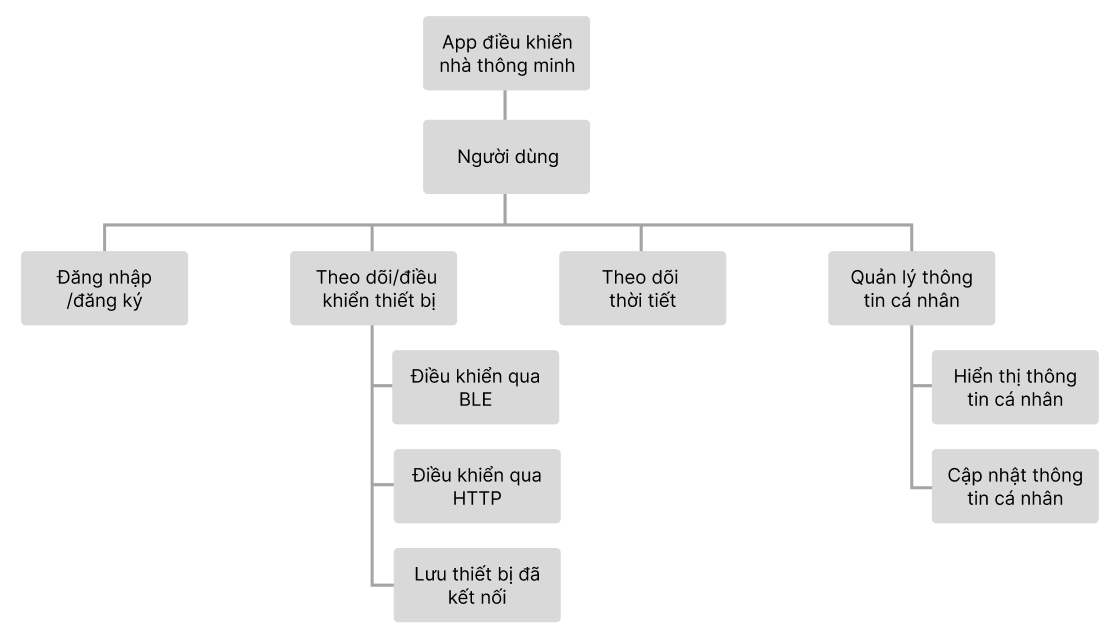 App điều khiển
nhà thông minh
Người dùng
Đăng nhập
/đăng ký
Theo dõi/điều
khiển thiết bị
Theo dõi
thời tiết
Quản lý thông
tin cá nhân
Điều khiển qua
BLE
Điều khiển qua
HTTP
Lưu thiết bị đã
kết nối
Hiển thị thông
tin cá nhân
Cập nhật thông
tin cá nhân